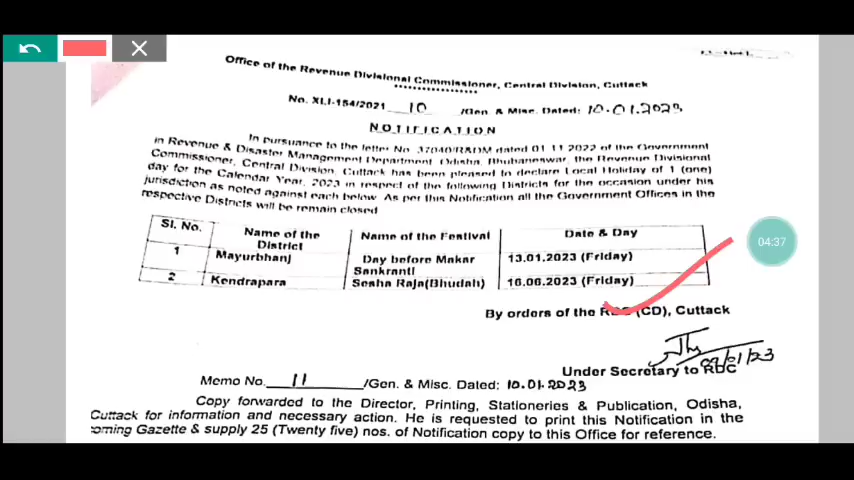 Office of the Revenue Divisional Commissioner, Central Division, Cuttack
No. XLI-154/2021 10 /Gen & Misc. Dated: 10.01.2023
NOTIFICATION
In pursuance to the letter No. 37040/R&DM dated 01.11.2022 of the Government
in Revenue & Disaster Management Department, Odisha, Bhubaneswar, the Revenue Divisional
Commissioner, Central Division, Cuttack has been pleased to declare Local Holiday of 1 (one)
day for the Calendar Year, 2023 in respect of the following Districts for the occasion under his
jurisdiction as noted against each below. As per this Notification all the Government Offices in the
respective Districts will be remain closed
Sl. No. Name of the District Name of the Festival Date & Day
1 Mayurbhanj Day before Makar Sankranti 13.01.2023 (Friday)
2 Kendrapara Sesha Raja(Bhudah) 16.06.2023 (Friday)
04:37
By orders of the RDC (CD), Cuttack
09/01/23
Under Secretary to RDC
Memo No. 11 /Gen. & Misc. Dated: 10.01.2023
Copy forwarded to the Director, Printing, Stationeries & Publication, Odisha,
Cuttack for information and necessary action. He is requested to print this Notification in the
oming Gazette & supply 25 (Twenty five) nos. of Notification copy to this Office for reference.